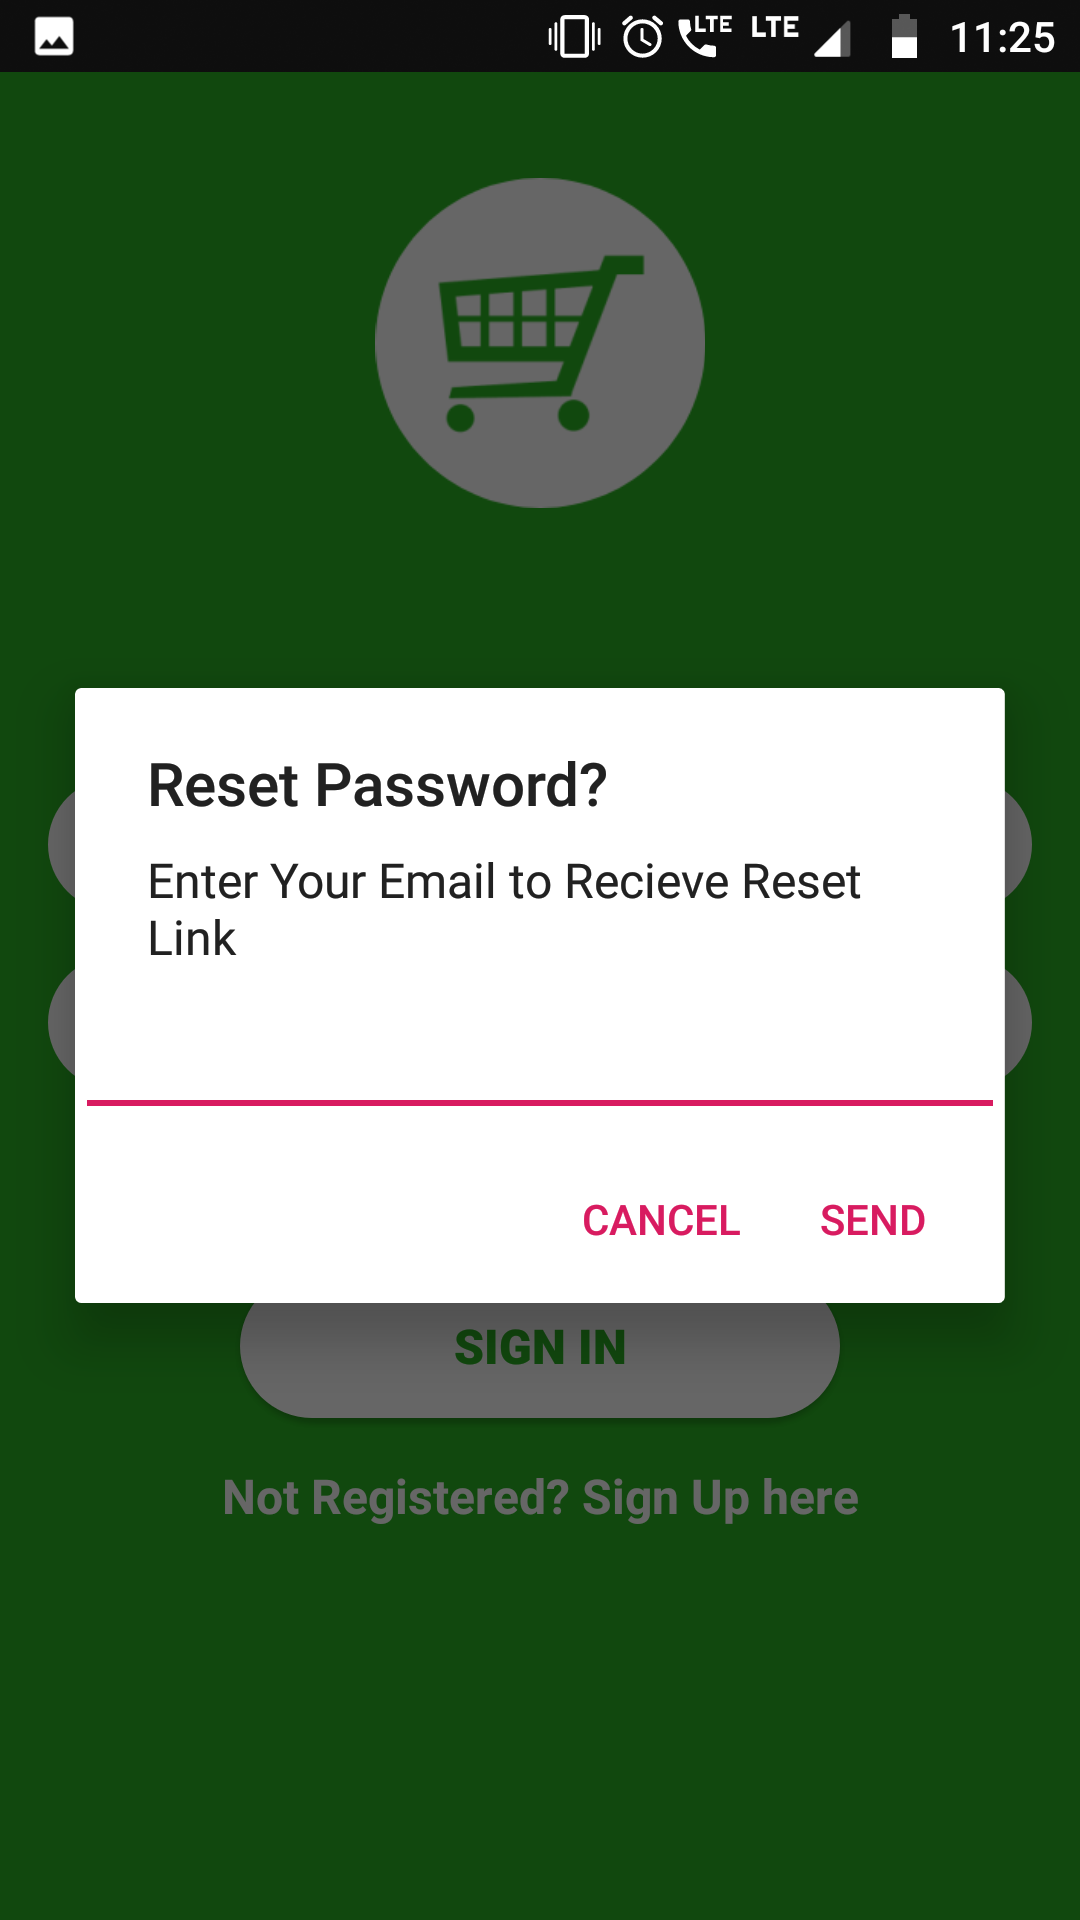 LTE LTE 11:25
Reset Password?
Enter Your Email to Recieve Reset
Link
CANCEL SEND
SIGN IN
Not Registered? Sign Up here